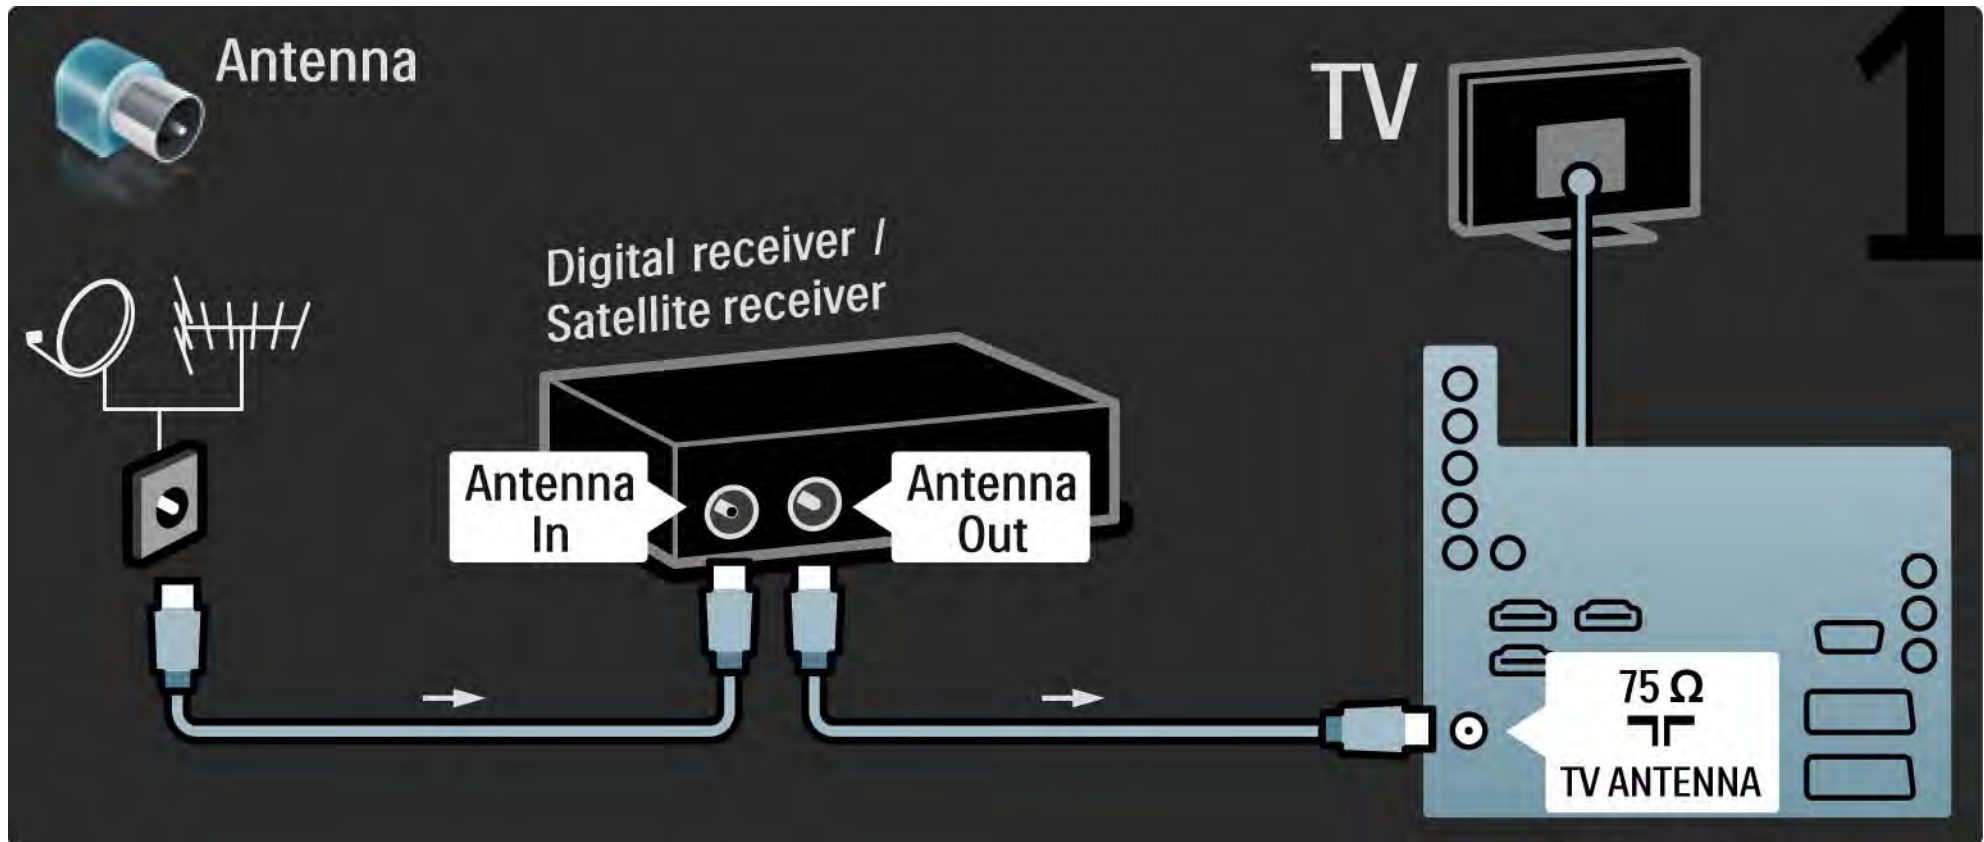 Antenna
TV
1
Digital receiver /
Satellite receiver
Antenna
In
Antenna
Out
75 Ω
TV ANTENNA